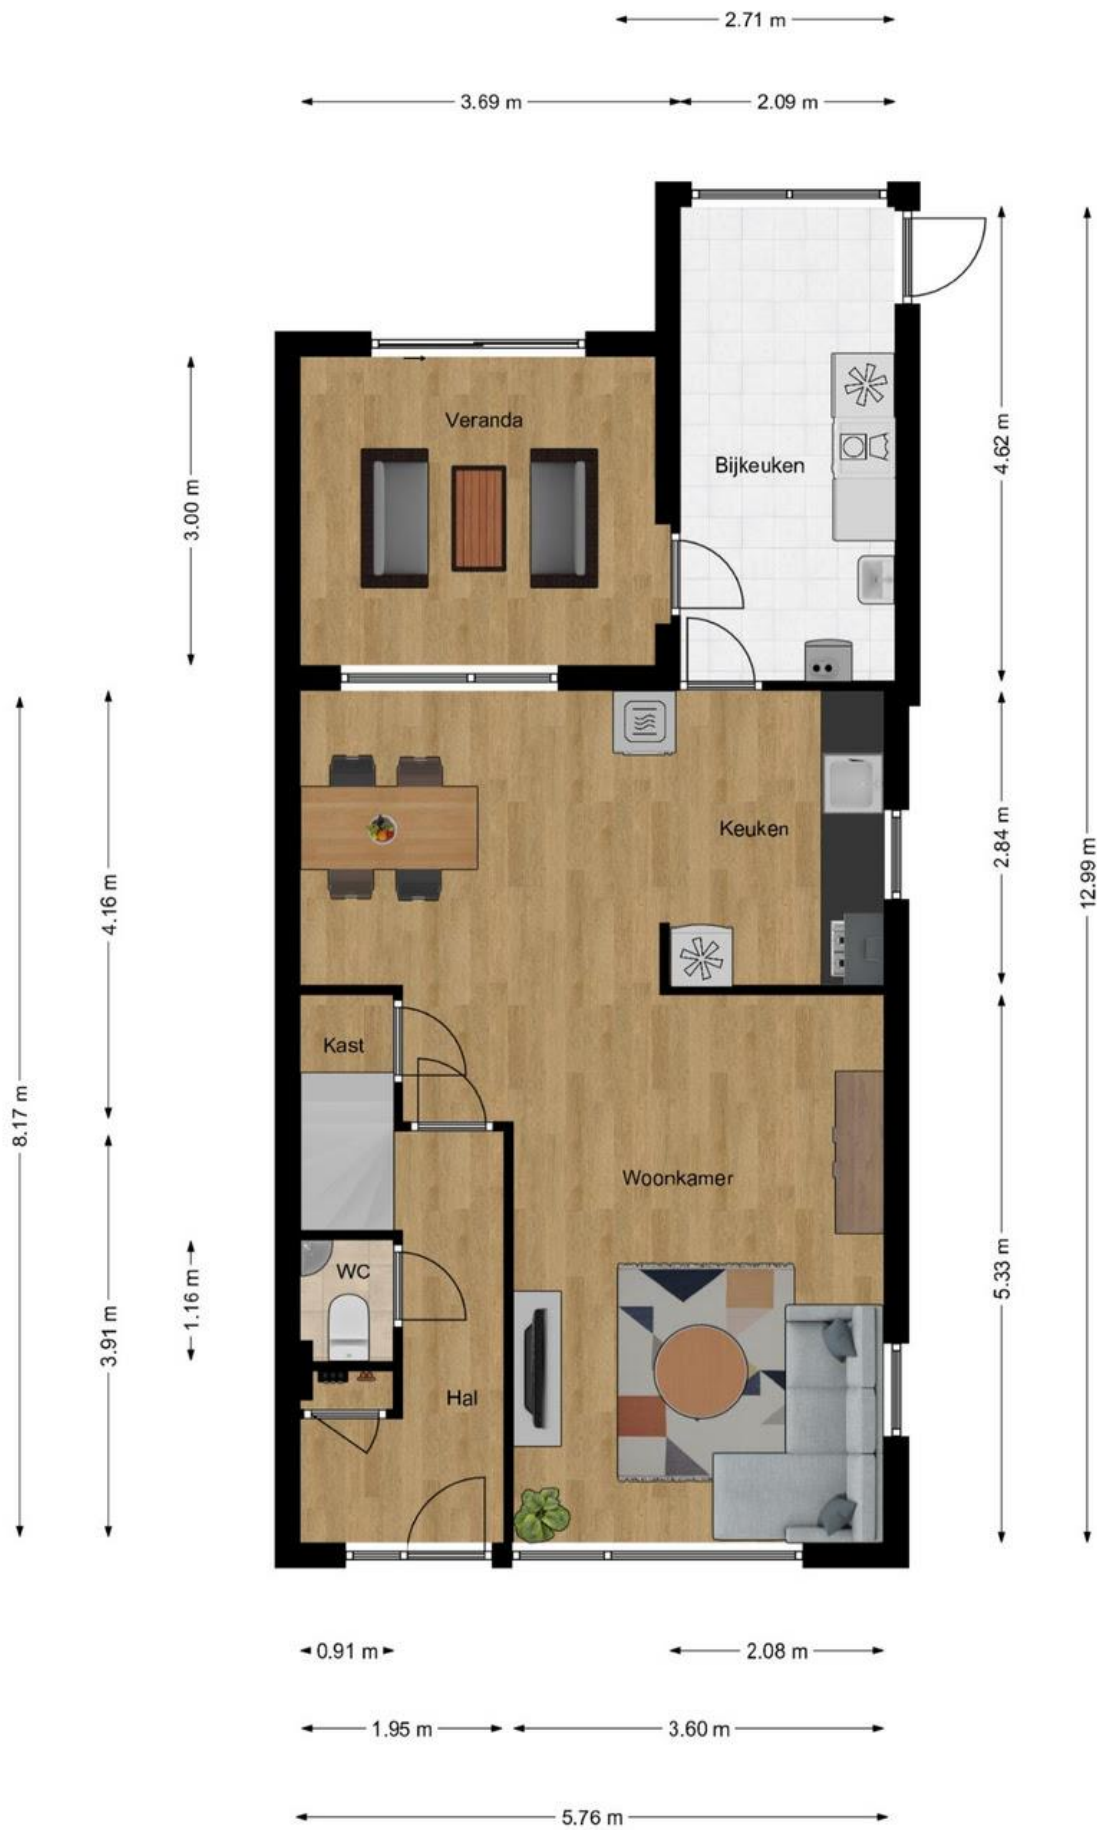 2.71 m
3.69 m
2.09 m
Veranda
Bijkeuken
3.00 m
4.62 m
Keuken
2.84 m
12.99 m
4.16 m
Kast
8.17 m
Woonkamer
WC
1.16 m
5.33 m
3.91 m
Hal
0.91 m
2.08 m
1.95 m
3.60 m
5.76 m